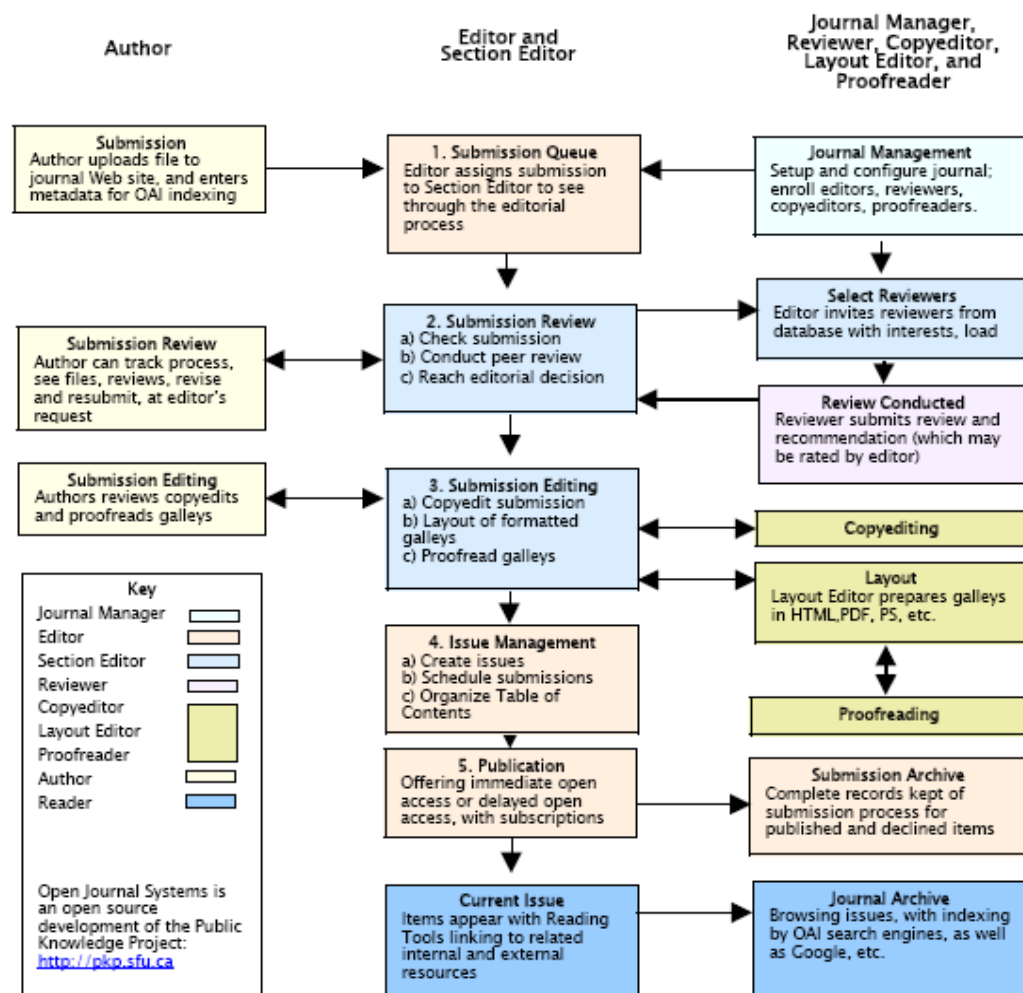 Author
Editor and
Section Editor
Journal Manager,
Reviewer, Copyeditor,
Layout Editor, and
Proofreader
Submission
Author uploads file to
journal Web site, and enters
metadata for OAI indexing
1. Submission Queue
Editor assigns submission
to Section Editor to see
through the editorial
process
Journal Management
Setup and configure journal;
enroll editors, reviewers,
copyeditors, proofreaders.
Submission Review
Author can track process,
see files, reviews, revise
and resubmit, at editor's
request
2. Submission Review
a) Check submission
b) Conduct peer review
c) Reach editorial decision
Select Reviewers
Editor invites reviewers from
database with interests, load
Review Conducted
Reviewer submits review and
recommendation (which may
be rated by editor)
Submission Editing
Authors reviews copyedits
and proofreads galleys
3. Submission Editing
a) Copyedit submission
b) Layout of formatted
galleys
c) Proofread galleys
Copyediting
Layout
Layout Editor prepares galleys
in HTML,PDF, PS, etc.
Proofreading
4. Issue Management
a) Create issues
b) Schedule submissions
c) Organize Table of
Contents
5. Publication
Offering immediate open
access or delayed open
access, with subscriptions
Submission Archive
Complete records kept of
submission process for
published and declined items
Current Issue
Items appear with Reading
Tools linking to related
internal and external
resources
Journal Archive
Browsing issues, with indexing
by OAI search engines, as well
as Google, etc.
Key
Journal Manager
Editor
Section Editor
Reviewer
Copyeditor
Layout Editor
Proofreader
Author
Reader
Open Journal Systems is
an open source
development of the Public
Knowledge Project:
http://pkp.sfu.ca